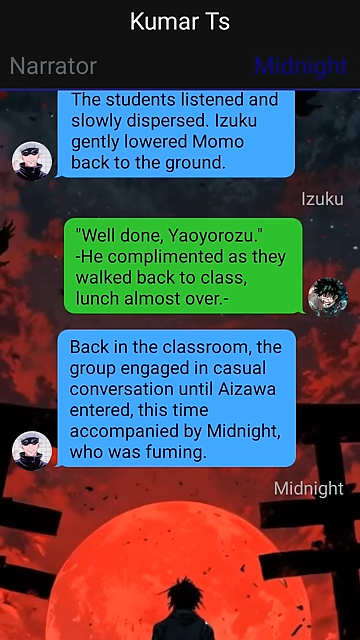 Kumar Ts
Narrator Midnight
The students listened and
slowly dispersed. Izuku
gently lowered Momo
back to the ground.
Izuku
"Well done, Yaoyorozu."
-He complimented as they
walked back to class,
lunch almost over.-
Back in the classroom, the
group engaged in casual
conversation until Aizawa
entered, this time
accompanied by Midnight,
who was fuming.
Midnight